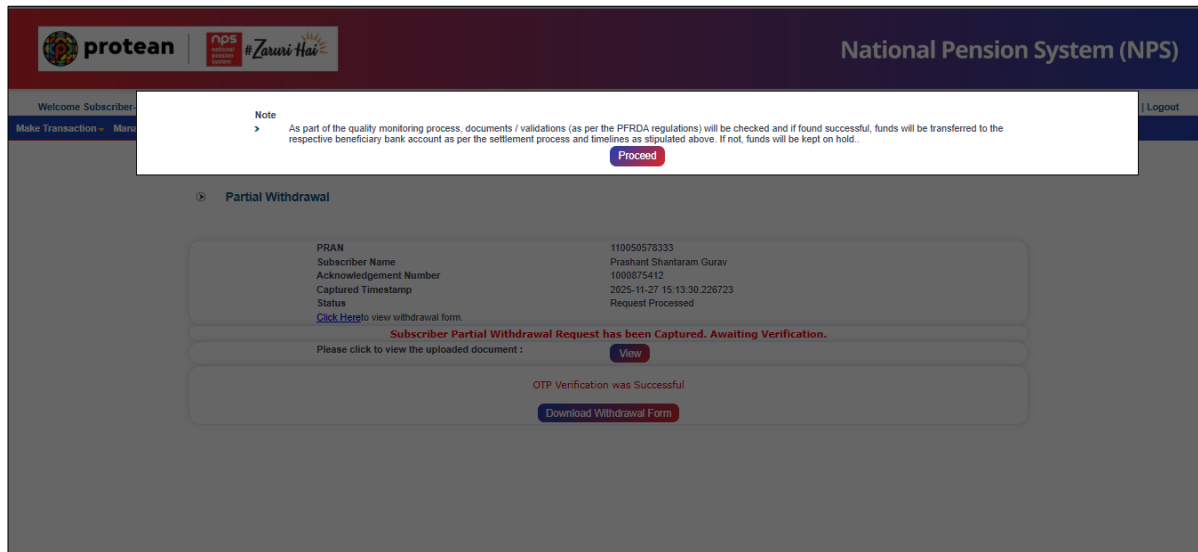 protean
nps
national
pension
system
#Zaruri Hai
National Pension System (NPS)
Welcome Subscriber-
| Logout
Make Transaction
Mana
Note
As part of the quality monitoring process, documents / validations (as per the PFRDA regulations) will be checked and if found successful, funds will be transferred to the
respective beneficiary bank account as per the settlement process and timelines as stipulated above. If not, funds will be kept on hold..
Proceed
Partial Withdrawal
PRAN 110050578333
Subscriber Name Prashant Shantaram Gurav
Acknowledgement Number 1000875412
Captured Timestamp 2025-11-27 15:13:30.226723
Status Request Processed
Click Hereto view withdrawal form.
Subscriber Partial Withdrawal Request has been Captured. Awaiting Verification.
Please click to view the uploaded document : View
OTP Verification was Successful
Download Withdrawal Form